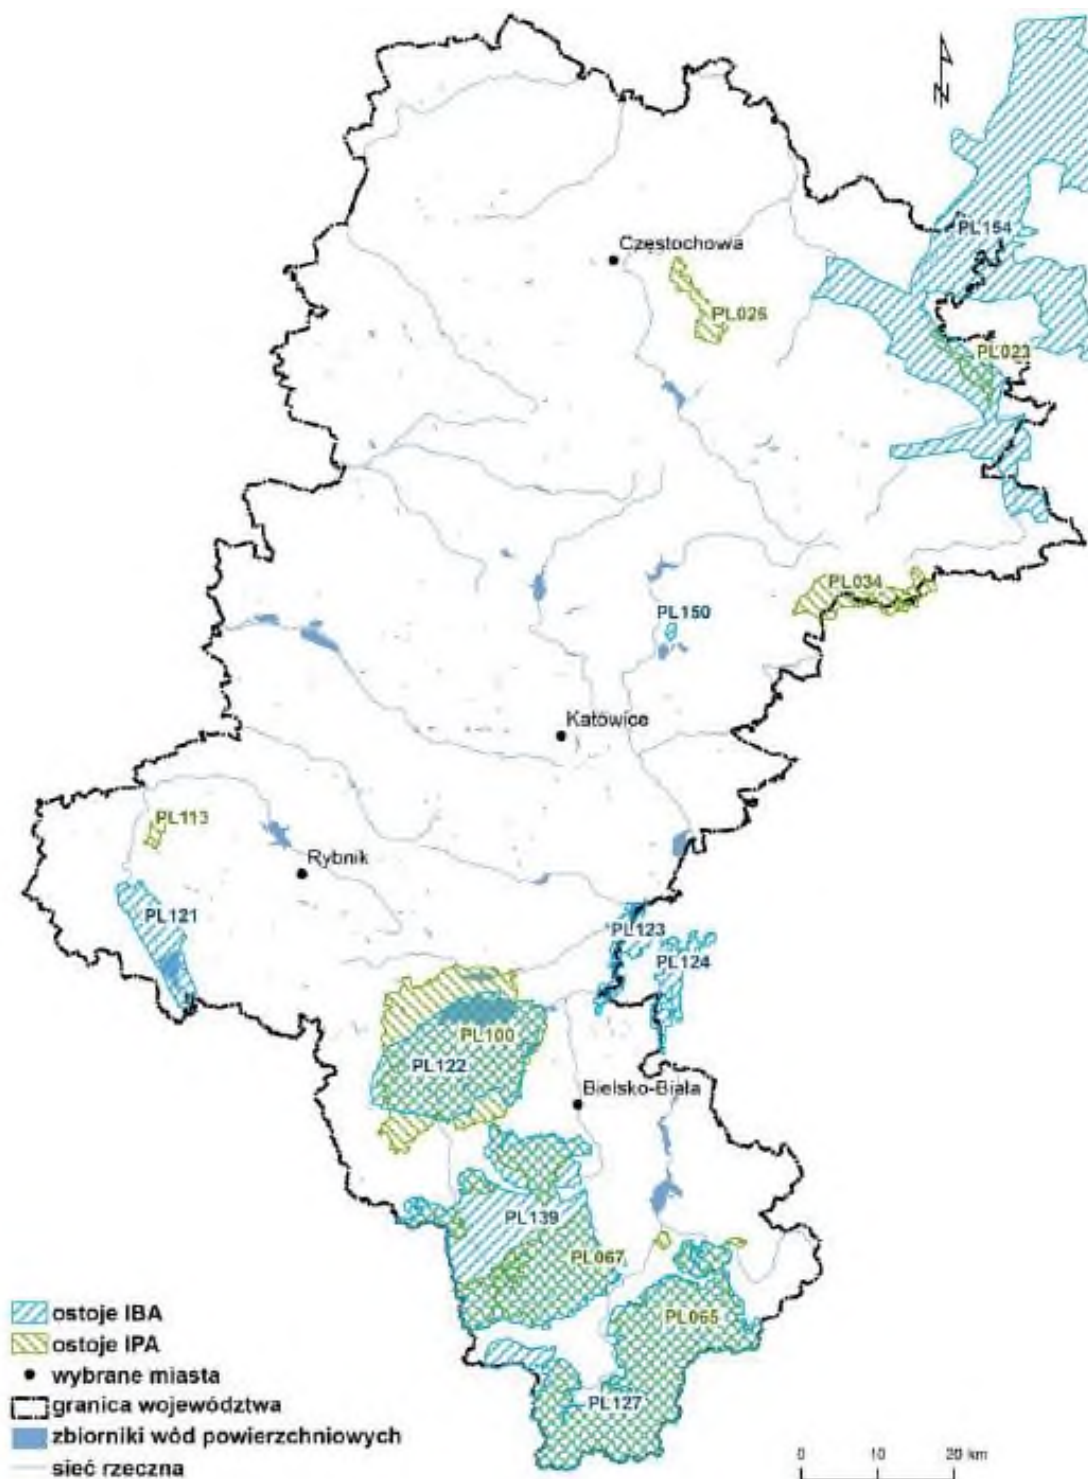 N
PL154
Częstochowa
PL026
PL023
PL034
PL150
Katowice
PL113
Rybnik
PL121
PL123
PL124
PL100
PL122
Bielsko-Biała
PL139
PL067
PL065
PL127
ostoje IBA
ostoje IPA
wybrane miasta
granica województwa
zbiorniki wód powierzchniowych
sieć rzeczna
0 10 20 km